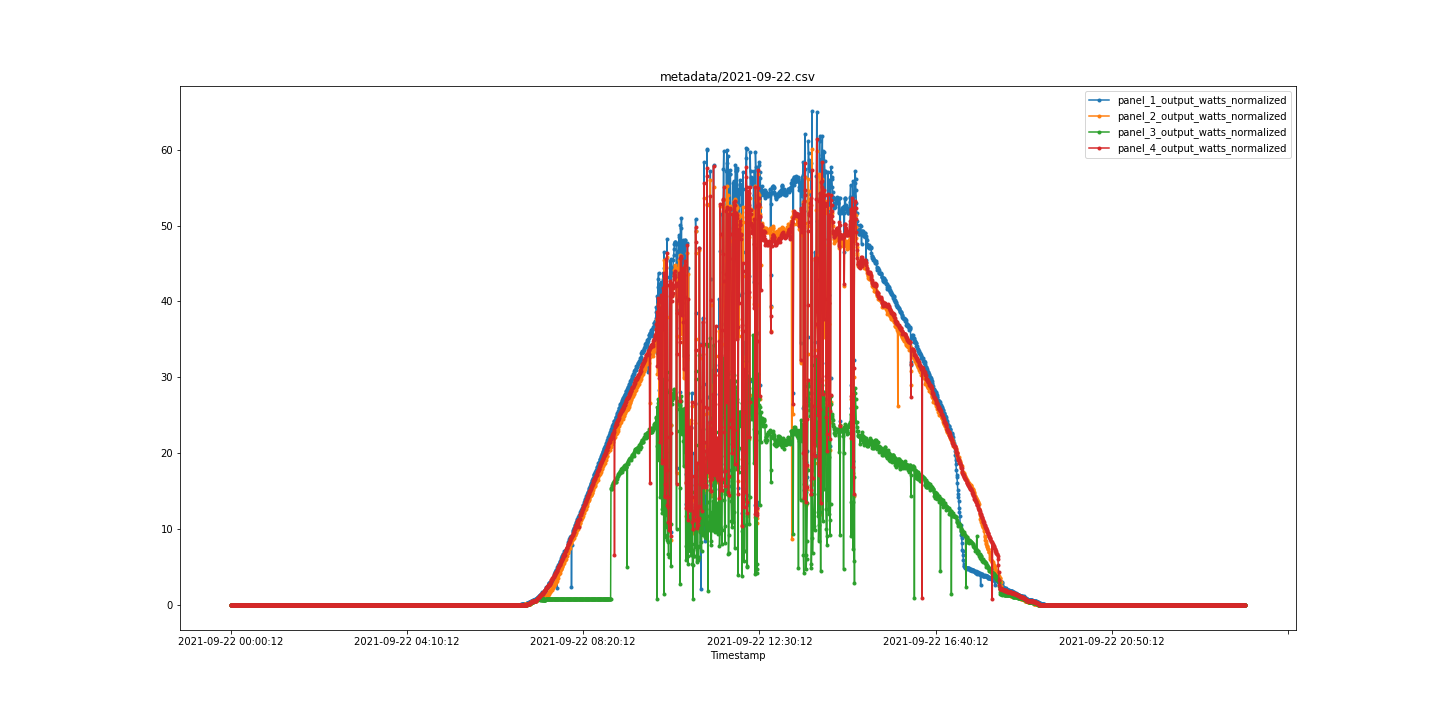 metadata/2021-09-22.csv
panel_1_output_watts_normalized
panel_2_output_watts_normalized
panel_3_output_watts_normalized
panel_4_output_watts_normalized
60
50
40
30
20
10
0
2021-09-22 00:00:12 2021-09-22 04:10:12 2021-09-22 08:20:12 2021-09-22 12:30:12 2021-09-22 16:40:12 2021-09-22 20:50:12
Timestamp